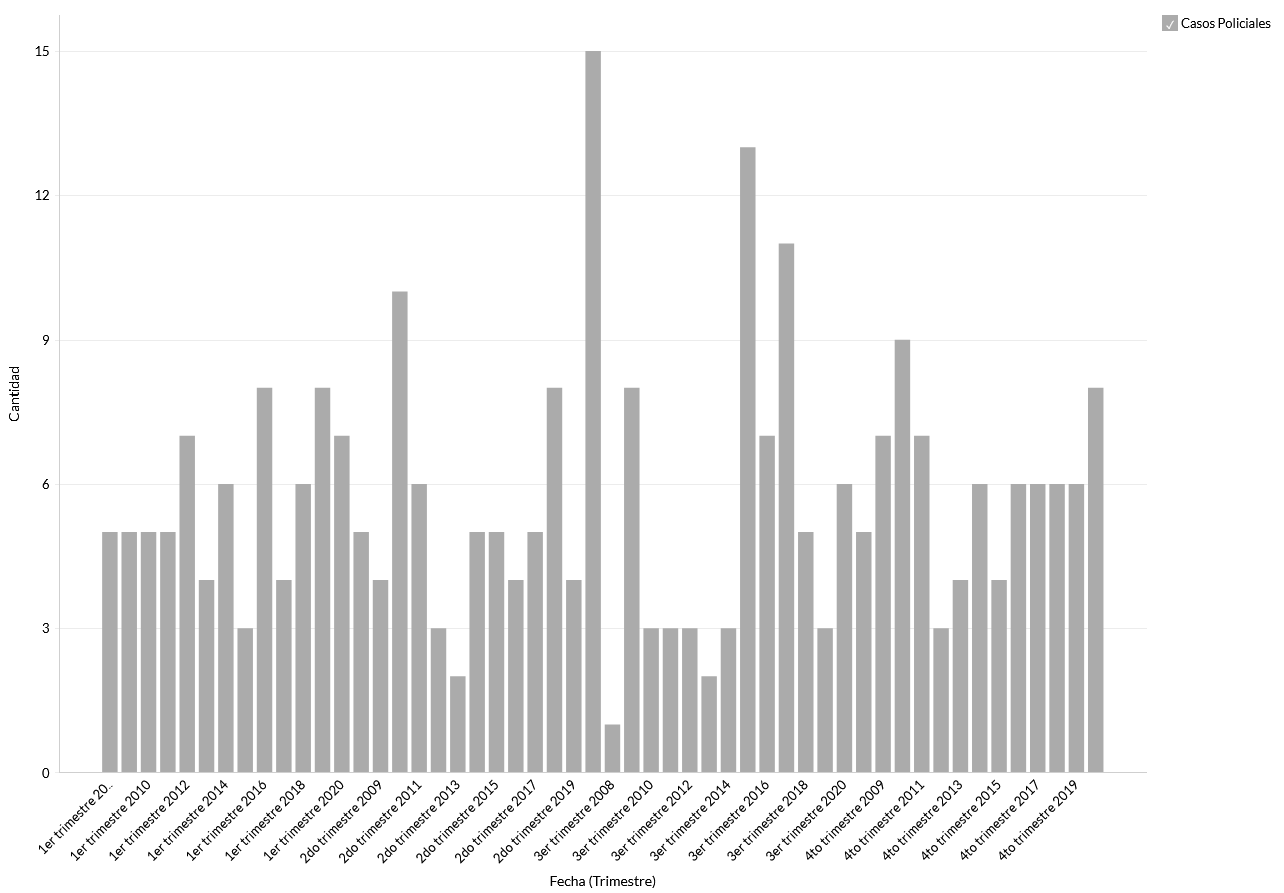 Casos Policiales
15
12
9
6
3
0
Cantidad
1er trimestre 20..
1er trimestre 2010
1er trimestre 2012
1er trimestre 2014
1er trimestre 2016
1er trimestre 2018
1er trimestre 2020
2do trimestre 2009
2do trimestre 2011
2do trimestre 2013
2do trimestre 2015
2do trimestre 2017
2do trimestre 2019
3er trimestre 2008
3er trimestre 2010
3er trimestre 2012
3er trimestre 2014
3er trimestre 2016
3er trimestre 2018
3er trimestre 2020
4to trimestre 2009
4to trimestre 2011
4to trimestre 2013
4to trimestre 2015
4to trimestre 2017
4to trimestre 2019
Fecha (Trimestre)